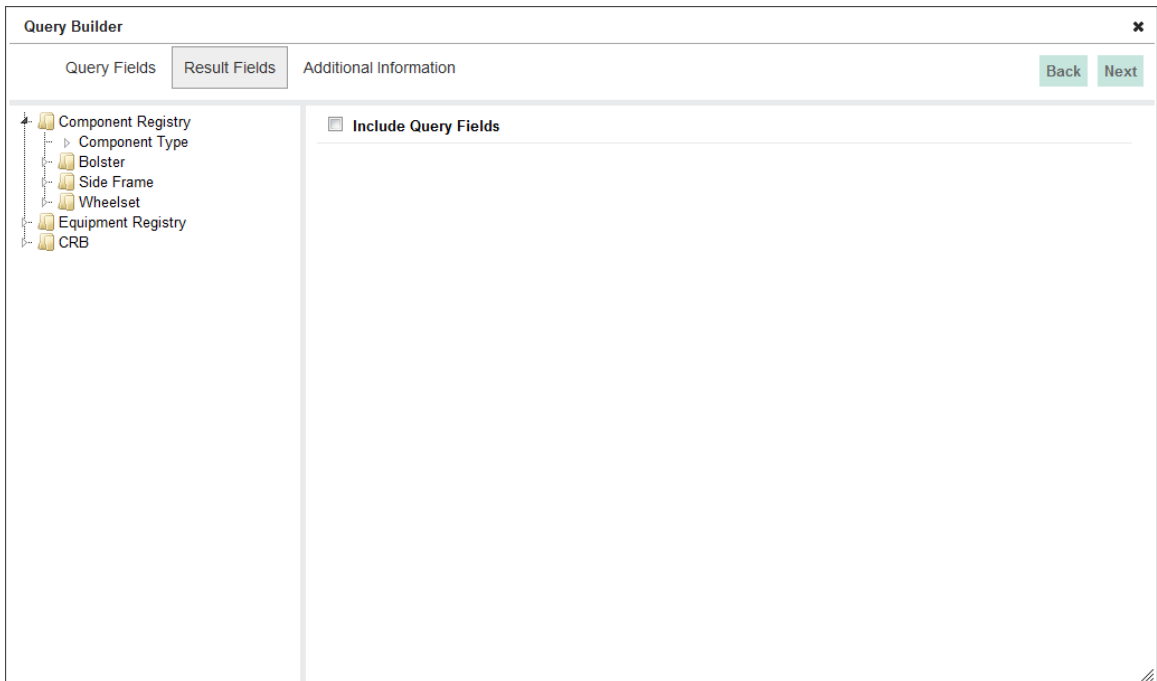 Query Builder
Query Fields Result Fields Additional Information Back Next
Component Registry
Component Type
Bolster
Side Frame
Wheelset
Equipment Registry
CRB
Include Query Fields